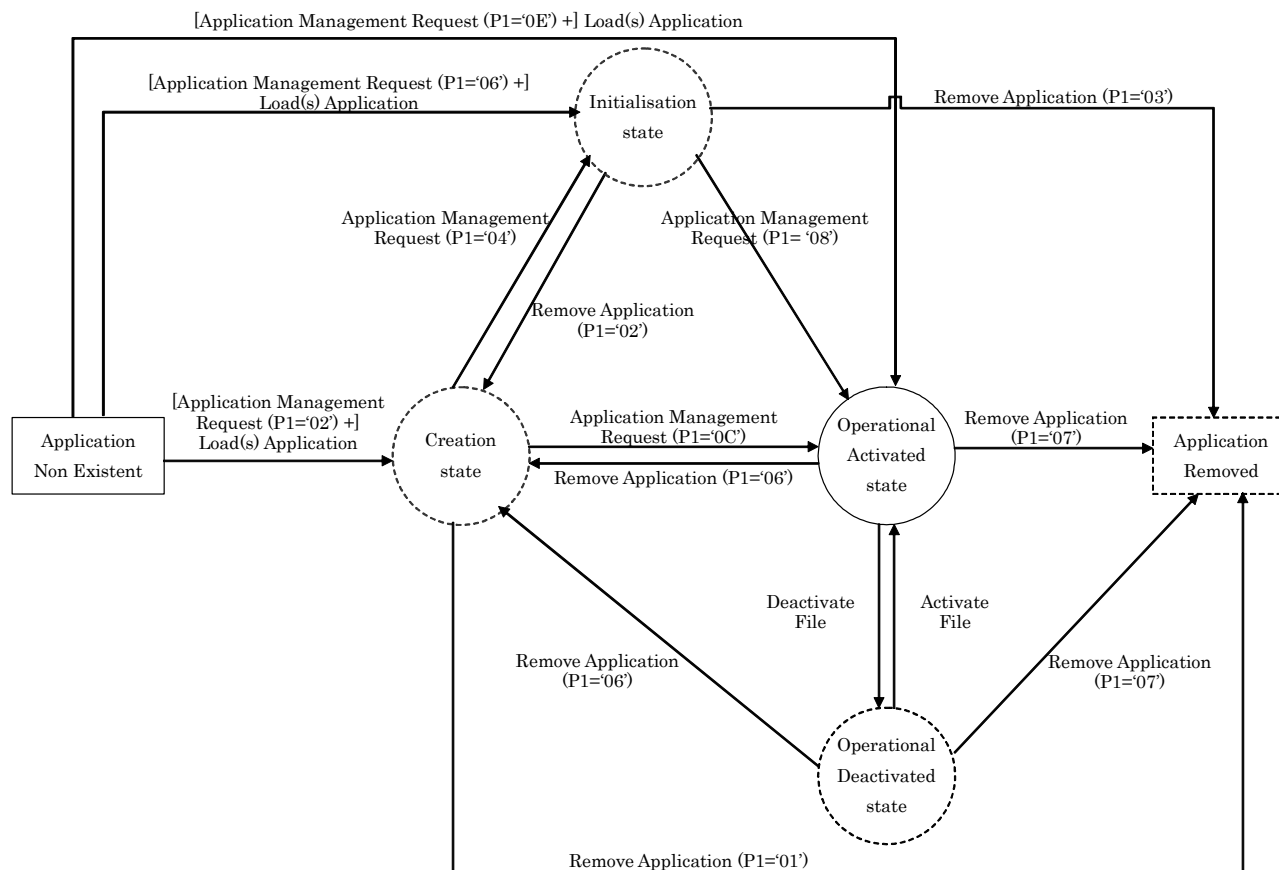 [Application Management Request (P1='0E') +] Load(s) Application
[Application Management Request (P1=‘06’) +]
Load(s) Application
Initialisation
state
Remove Application (P1=‘03’)
Application Management
Request (P1=‘04’)
Application Management
Request (P1= ‘08’)
Remove Application
(P1=‘02’)
[Application Management
Request (P1=‘02’) +]
Load(s) Application
Application
Non Existent
Creation
state
Application Management
Request (P1=‘0C’)
Remove Application (P1=‘06’)
Operational
Activated
state
Remove Application
(P1=‘07’)
Application
Removed
Deactivate
File
Activate
File
Remove Application
(P1=‘06’)
Remove Application
(P1=‘07’)
Operational
Deactivated
state
Remove Application (P1=‘01’)